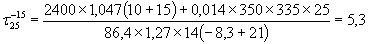 τ₂₅⁻¹⁵ = (2400×1,047(10+15)+0,014×350×335×25)/(86,4×1,27×14(−8,3+21)) = 5,3